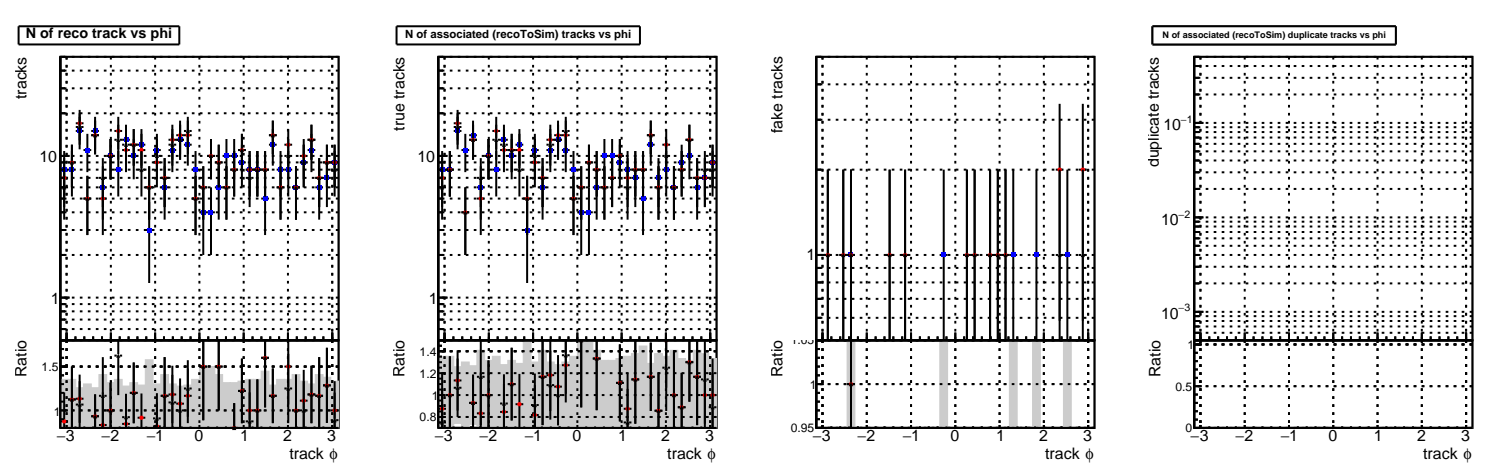 N of reco track vs phi
tracks
10
1
Ratio
1.5
1
−3 −2 −1 0 1 2 3
track ϕ
N of associated (recoToSim) tracks vs phi
true tracks
10
1
Ratio
1.4
1.2
1
0.8
−3 −2 −1 0 1 2 3
track ϕ
fake tracks
1
Ratio
1.05
1
0.95
−3 −2 −1 0 1 2 3
track ϕ
N of associated (recoToSim) duplicate tracks vs phi
duplicate tracks
10⁻¹
10⁻²
10⁻³
Ratio
1
0.5
0
−3 −2 −1 0 1 2 3
track ϕ